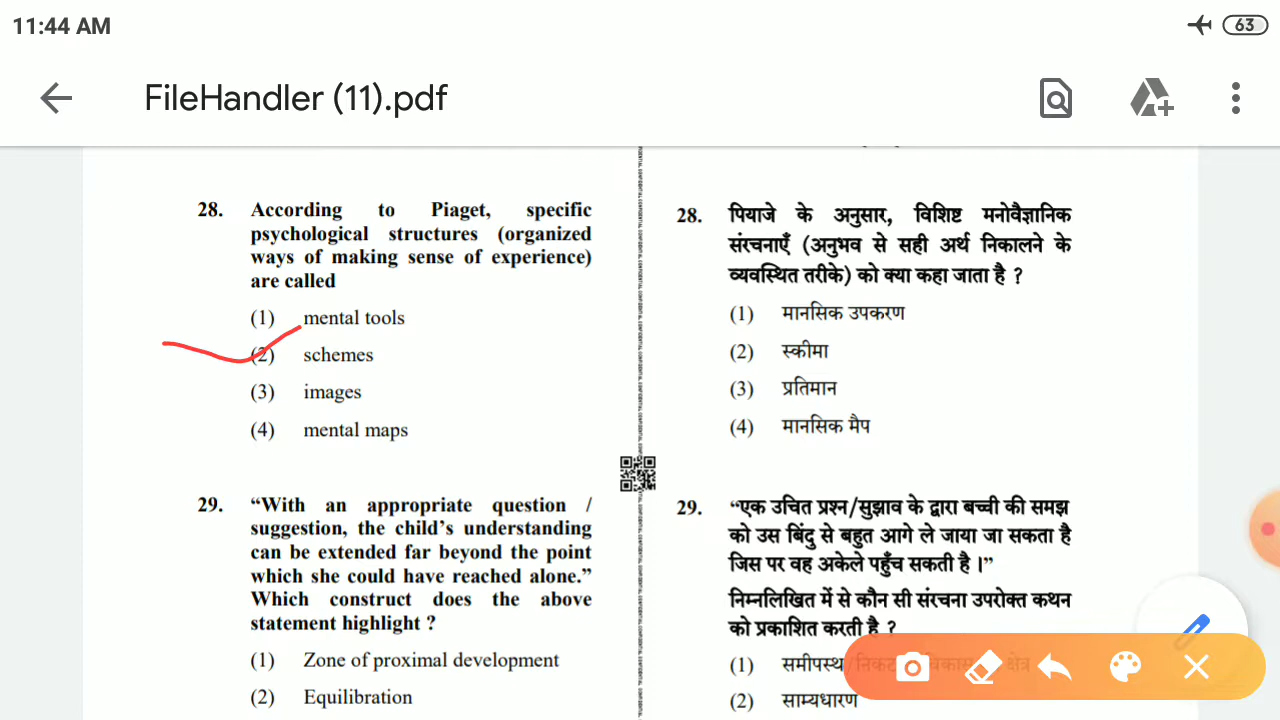 11:44 AM
63
FileHandler (11).pdf
28. According to Piaget, specific
psychological structures (organized
ways of making sense of experience)
are called
(1) mental tools
(2) schemes
(3) images
(4) mental maps
29. “With an appropriate question /
suggestion, the child’s understanding
can be extended far beyond the point
which she could have reached alone.”
Which construct does the above
statement highlight ?
(1) Zone of proximal development
(2) Equilibration
28. पियाजे के अनुसार, विशिष्ट मनोवैज्ञानिक
संरचनाएँ (अनुभव से सही अर्थ निकालने के
व्यवस्थित तरीके) को क्या कहा जाता है ?
(1) मानसिक उपकरण
(2) स्कीमा
(3) प्रतिमान
(4) मानसिक मैप
29. “एक उचित प्रश्न/सुझाव के द्वारा बच्ची की समझ
को उस बिंदु से बहुत आगे ले जाया जा सकता है
जिस पर वह अकेले पहुँच सकती है ।”
निम्नलिखित में से कौन सी संरचना उपरोक्त कथन
को प्रकाशित करती है ?
(1) समीपस्थ
(2) साम्यधारण